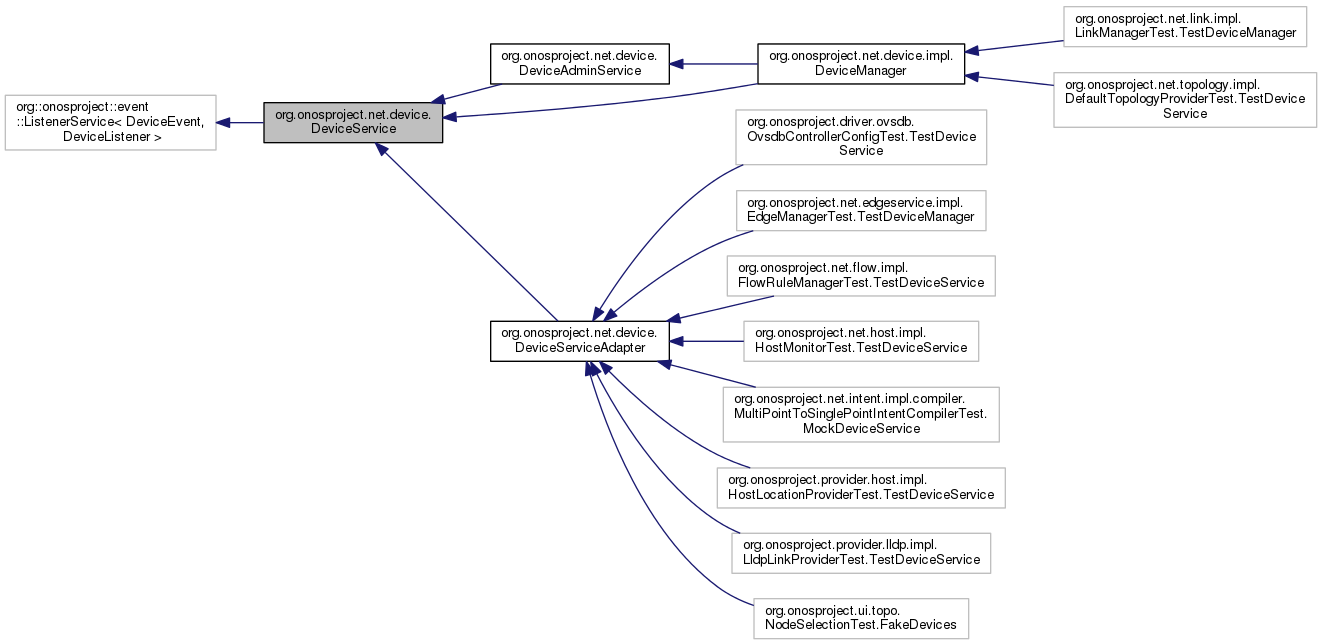 org::onosproject::event
::ListenerService< DeviceEvent,
DeviceListener >
org.onosproject.net.device.
DeviceService
org.onosproject.net.device.
DeviceAdminService
org.onosproject.net.device.impl.
DeviceManager
org.onosproject.net.link.impl.
LinkManagerTest.TestDeviceManager
org.onosproject.net.topology.impl.
DefaultTopologyProviderTest.TestDevice
Service
org.onosproject.driver.ovsdb.
OvsdbControllerConfigTest.TestDevice
Service
org.onosproject.net.edgeservice.impl.
EdgeManagerTest.TestDeviceManager
org.onosproject.net.flow.impl.
FlowRuleManagerTest.TestDeviceService
org.onosproject.net.device.
DeviceServiceAdapter
org.onosproject.net.host.impl.
HostMonitorTest.TestDeviceService
org.onosproject.net.intent.impl.compiler.
MultiPointToSinglePointIntentCompilerTest.
MockDeviceService
org.onosproject.provider.host.impl.
HostLocationProviderTest.TestDeviceService
org.onosproject.provider.lldp.impl.
LldpLinkProviderTest.TestDeviceService
org.onosproject.ui.topo.
NodeSelectionTest.FakeDevices